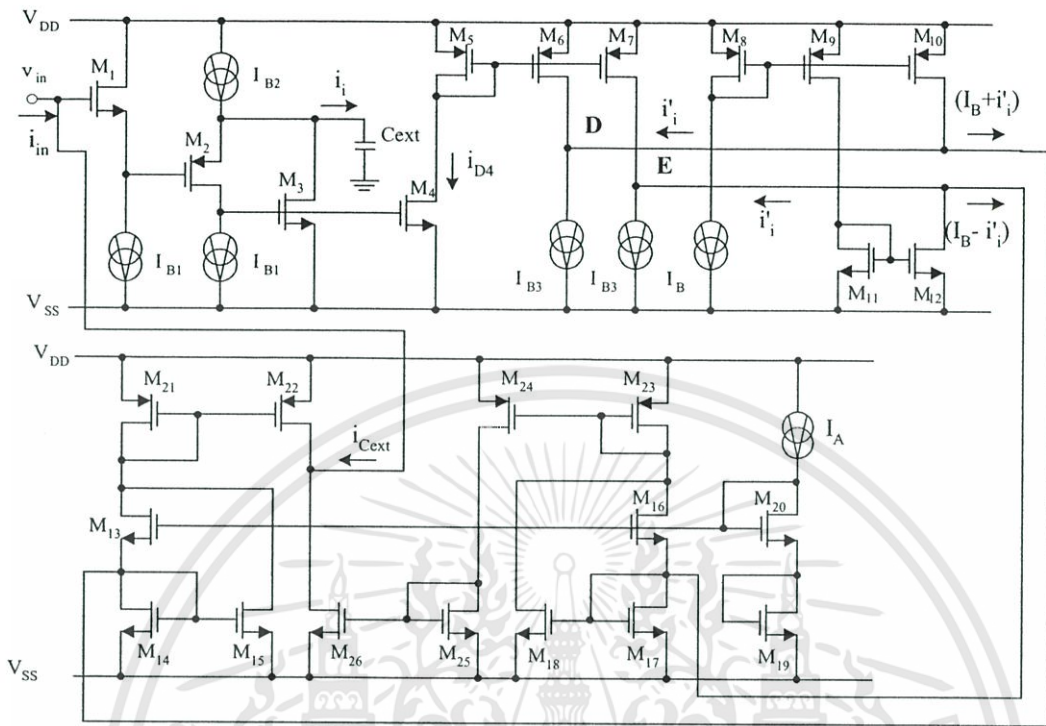 V_DD
v_in
i_in
M_1
I_B2
i_i
Cext
M_2
M_3
M_4
i_D4
I_B1
I_B1
V_SS
M_5
M_6
M_7
M_8
M_9
M_10
D
E
i'_i
i'_i
(I_B+i'_i)
(I_B- i'_i)
I_B3
I_B3
I_B
M_11
M_12
V_DD
M_21
M_22
M_24
M_23
I_A
i_Cext
M_13
M_16
M_20
M_14
M_15
M_26
M_25
M_18
M_17
M_19
V_SS